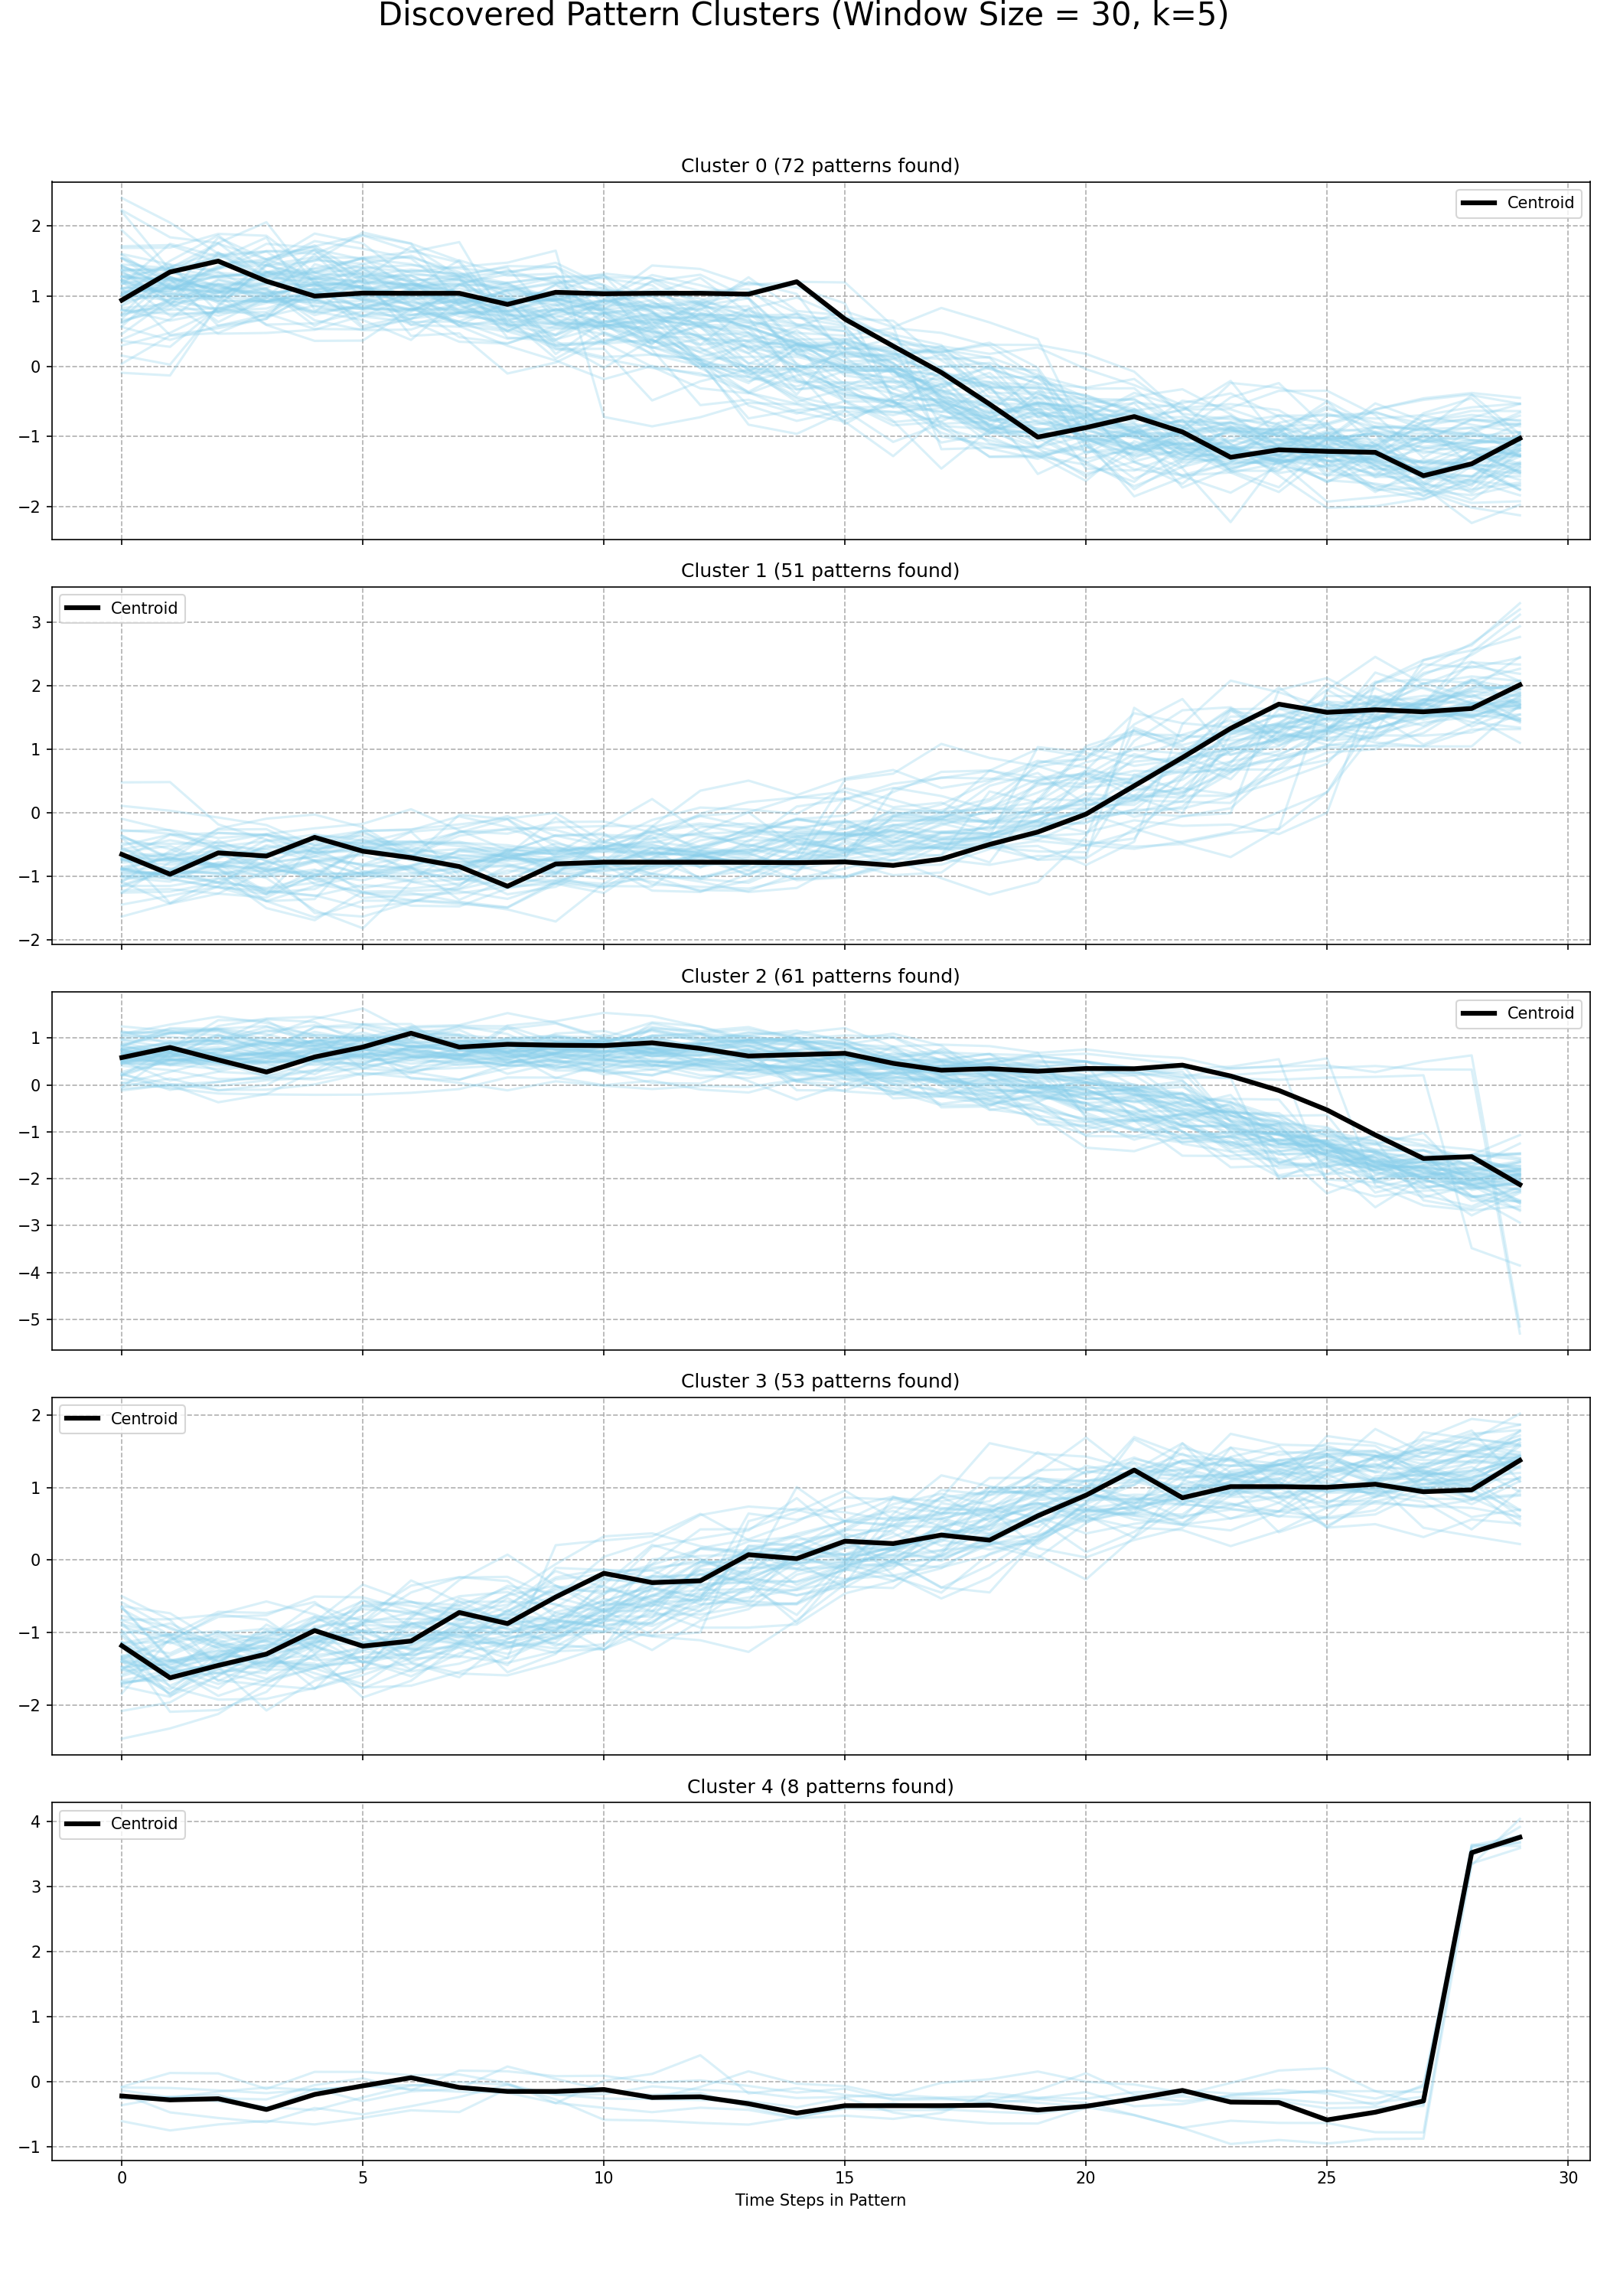 Discovered Pattern Clusters (Window Size = 30, k=5)
Cluster 0 (72 patterns found)
Centroid
2
1
0
−1
−2
Cluster 1 (51 patterns found)
Centroid
3
2
1
0
−1
−2
Cluster 2 (61 patterns found)
Centroid
1
0
−1
−2
−3
−4
−5
Cluster 3 (53 patterns found)
Centroid
2
1
0
−1
−2
Cluster 4 (8 patterns found)
Centroid
4
3
2
1
0
−1
0 5 10 15 20 25 30
Time Steps in Pattern